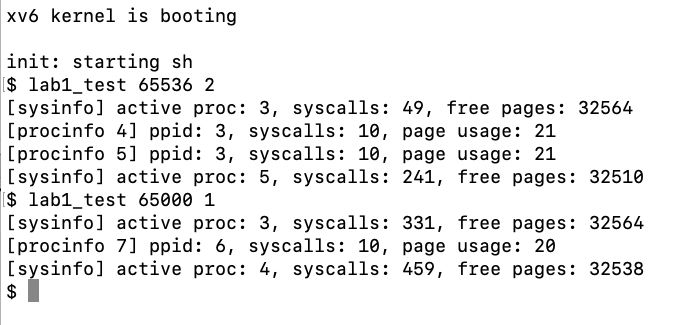 xv6 kernel is booting
init: starting sh
[$ lab1_test 65536 2
[sysinfo] active proc: 3, syscalls: 49, free pages: 32564
[procinfo 4] ppid: 3, syscalls: 10, page usage: 21
[procinfo 5] ppid: 3, syscalls: 10, page usage: 21
[sysinfo] active proc: 5, syscalls: 241, free pages: 32510
[$ lab1_test 65000 1
[sysinfo] active proc: 3, syscalls: 331, free pages: 32564
[procinfo 7] ppid: 6, syscalls: 10, page usage: 20
[sysinfo] active proc: 4, syscalls: 459, free pages: 32538
$